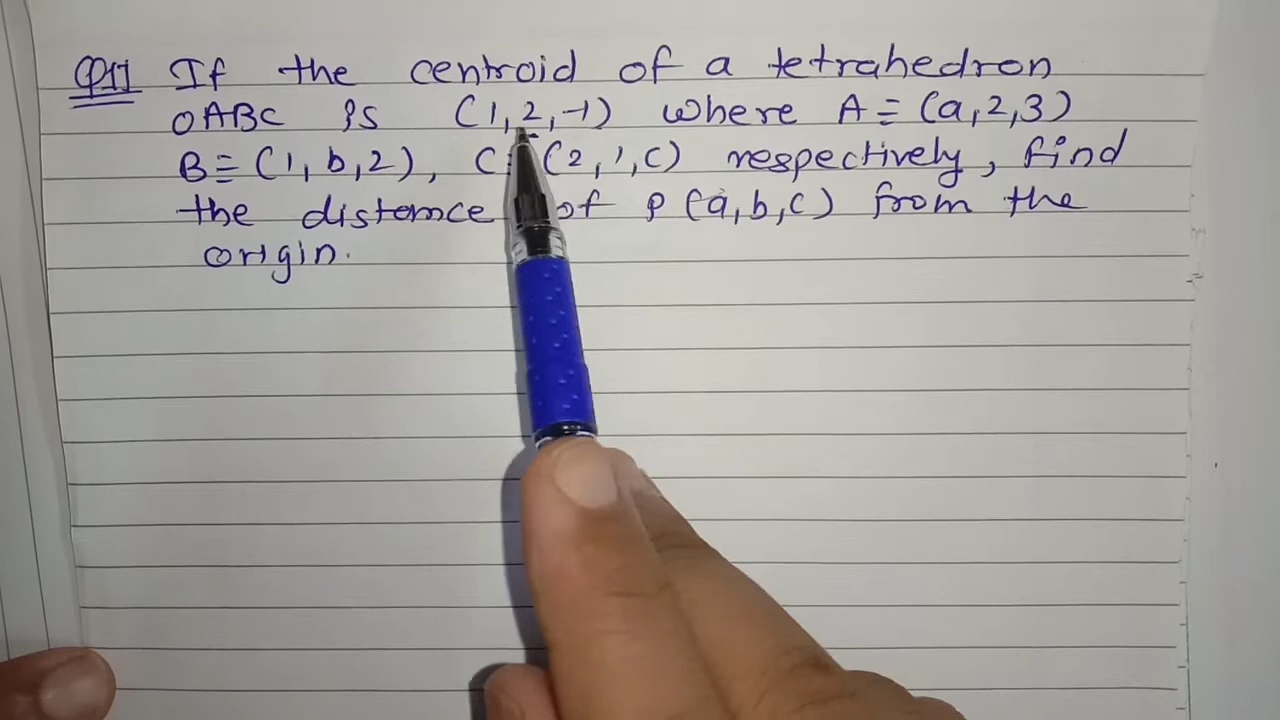 Q1] If the centroid of a tetrahedron
OABC is (1,2,-1) where A ≡ (a,2,3)
B ≡ (1, b,2), C (2,1,C) respectively, find
the distance of P (a,b,c) from the
origin.